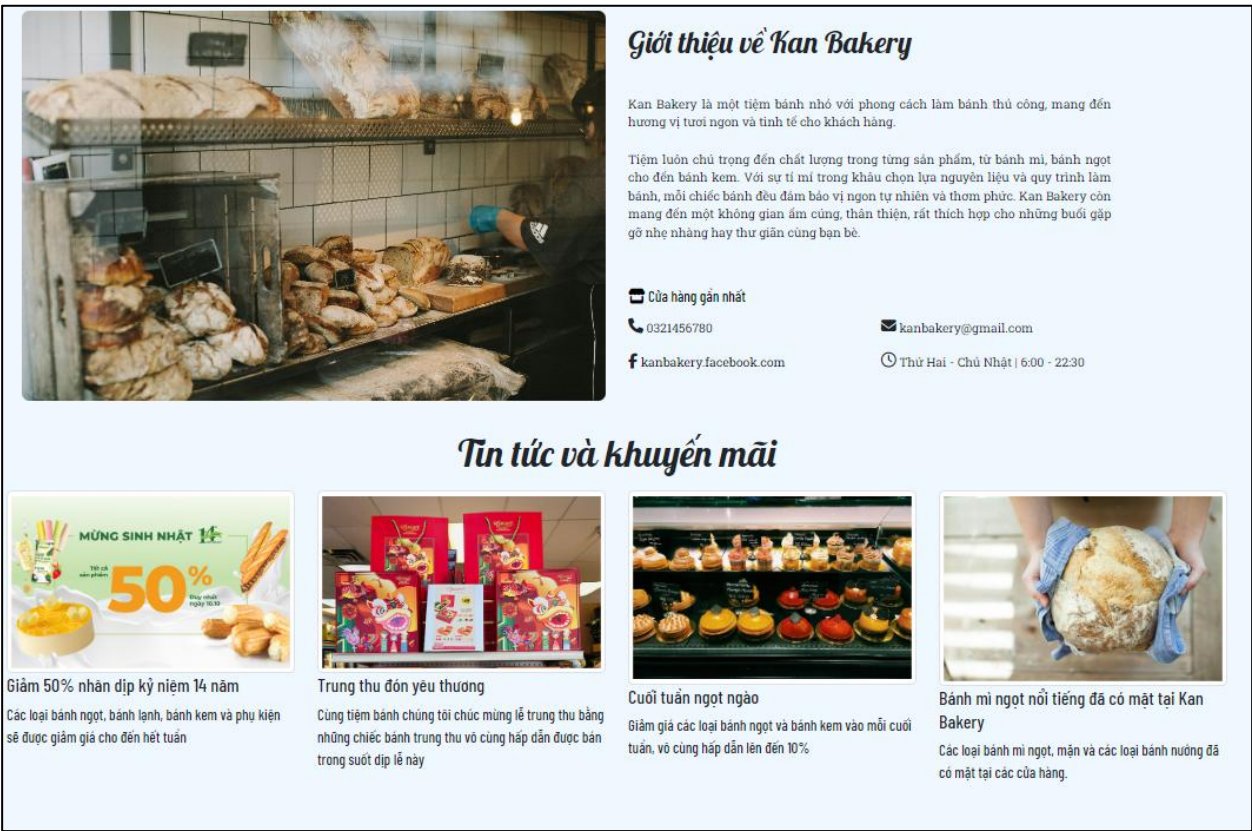 Giới thiệu về Kan Bakery
Kan Bakery là một tiệm bánh nhỏ với phong cách làm bánh thủ công, mang đến
hương vị tươi ngon và tinh tế cho khách hàng.
Tiệm luôn chú trọng đến chất lượng trong từng sản phẩm, từ bánh mì, bánh ngọt
cho đến bánh kem. Với sự tỉ mỉ trong khâu chọn lựa nguyên liệu và quy trình làm
bánh, mỗi chiếc bánh đều đảm bảo vị ngon tự nhiên và thơm phức. Kan Bakery còn
mang đến một không gian ấm cúng, thân thiện, rất thích hợp cho những buổi gặp
gỡ nhẹ nhàng hay thư giãn cùng bạn bè.
Cửa hàng gần nhất
0321456780
kanbakery@gmail.com
kanbakery.facebook.com
Thứ Hai - Chủ Nhật | 6:00 - 22:30
Tin tức và khuyến mãi
MỪNG SINH NHẬT 14
Tất cả
sản phẩm
50%
Duy nhất
ngày 10.10
Giảm 50% nhân dịp kỷ niệm 14 năm
Các loại bánh ngọt, bánh lạnh, bánh kem và phụ kiện
sẽ được giảm giá cho đến hết tuần
Trung thu đón yêu thương
Cùng tiệm bánh chúng tôi chúc mừng lễ trung thu bằng
những chiếc bánh trung thu vô cùng hấp dẫn được bán
trong suốt dịp lễ này
Cuối tuần ngọt ngào
Giảm giá các loại bánh ngọt và bánh kem vào mỗi cuối
tuần, vô cùng hấp dẫn lên đến 10%
Bánh mì ngọt nổi tiếng đã có mặt tại Kan
Bakery
Các loại bánh mì ngọt, mặn và các loại bánh nướng đã
có mặt tại các cửa hàng.